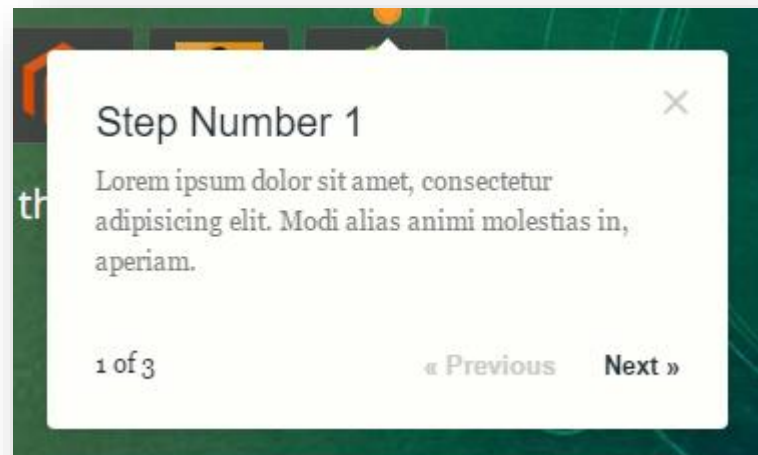 Step Number 1
Lorem ipsum dolor sit amet, consectetur
adipisicing elit. Modi alias animi molestias in,
aperiam.
1 of 3
« Previous
Next »